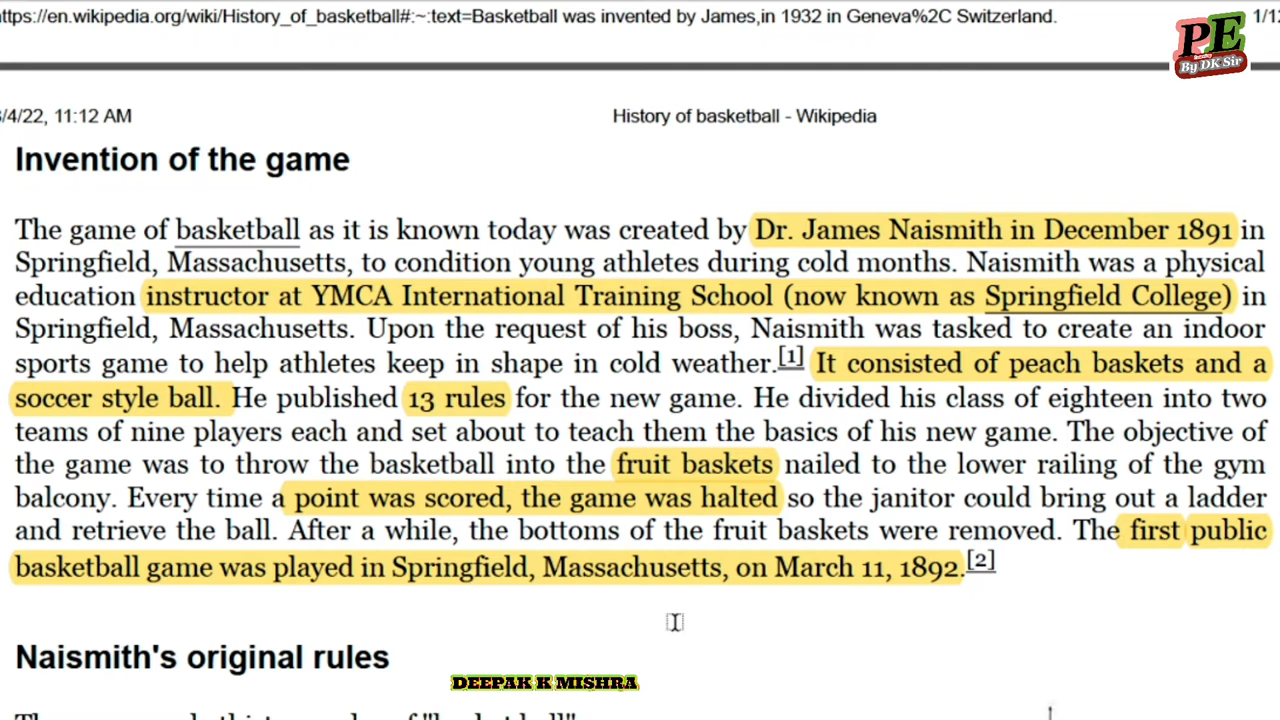 ttps://en.wikipedia.org/wiki/History_of_basketball#:~:text=Basketball was invented by James,in 1932 in Geneva%2C Switzerland.
1/12
PE
By DK Sir
/4/22, 11:12 AM
History of basketball - Wikipedia
Invention of the game
The game of basketball as it is known today was created by Dr. James Naismith in December 1891 in
Springfield, Massachusetts, to condition young athletes during cold months. Naismith was a physical
education instructor at YMCA International Training School (now known as Springfield College) in
Springfield, Massachusetts. Upon the request of his boss, Naismith was tasked to create an indoor
sports game to help athletes keep in shape in cold weather.[1] It consisted of peach baskets and a
soccer style ball. He published 13 rules for the new game. He divided his class of eighteen into two
teams of nine players each and set about to teach them the basics of his new game. The objective of
the game was to throw the basketball into the fruit baskets nailed to the lower railing of the gym
balcony. Every time a point was scored, the game was halted so the janitor could bring out a ladder
and retrieve the ball. After a while, the bottoms of the fruit baskets were removed. The first public
basketball game was played in Springfield, Massachusetts, on March 11, 1892.[2]
Naismith's original rules
DEEPAK K MISHRA